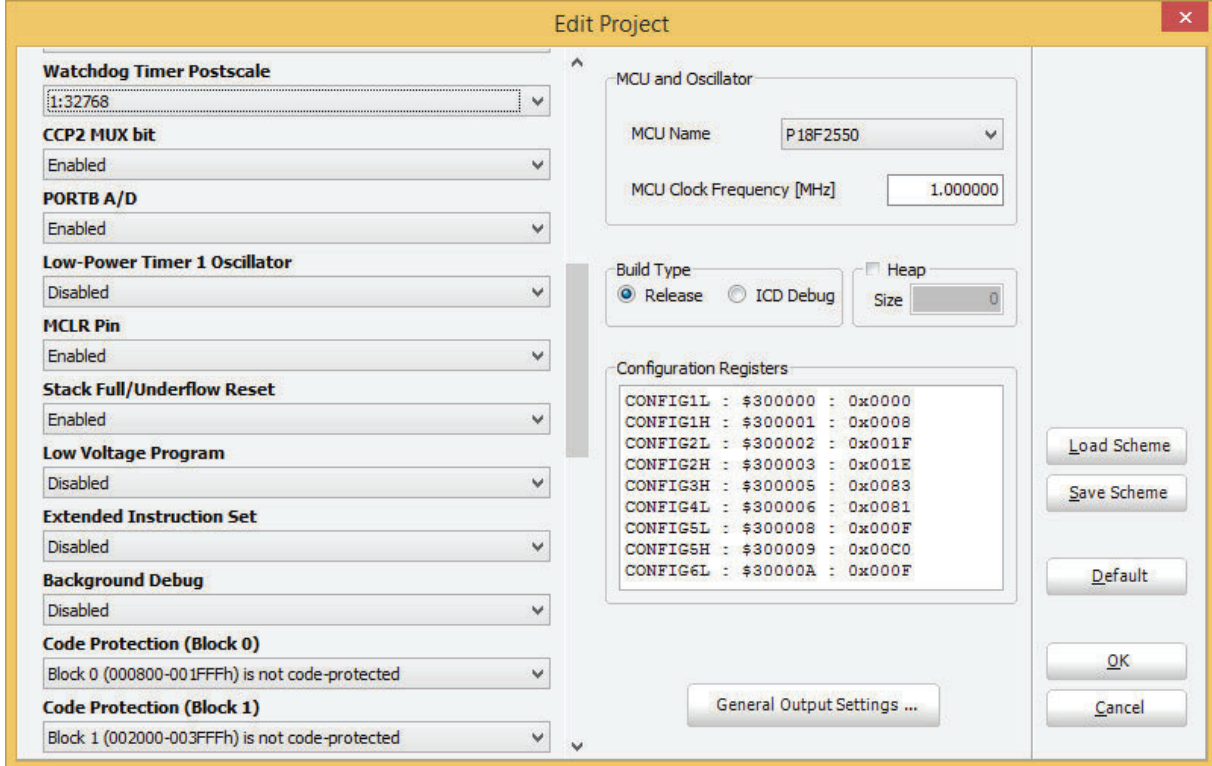 Edit Project
Watchdog Timer Postscale
1:32768
CCP2 MUX bit
Enabled
PORTB A/D
Enabled
Low-Power Timer 1 Oscillator
Disabled
MCLR Pin
Enabled
Stack Full/Underflow Reset
Enabled
Low Voltage Program
Disabled
Extended Instruction Set
Disabled
Background Debug
Disabled
Code Protection (Block 0)
Block 0 (000800-001FFFh) is not code-protected
Code Protection (Block 1)
Block 1 (002000-003FFFh) is not code-protected
MCU and Oscillator
MCU Name P18F2550
MCU Clock Frequency [MHz] 1.000000
Build Type
Release ICD Debug
Heap
Size 0
Configuration Registers
CONFIG1L : $300000 : 0x0000
CONFIG1H : $300001 : 0x0008
CONFIG2L : $300002 : 0x001F
CONFIG2H : $300003 : 0x001E
CONFIG3H : $300005 : 0x0083
CONFIG4L : $300006 : 0x0081
CONFIG5L : $300008 : 0x000F
CONFIG5H : $300009 : 0x00C0
CONFIG6L : $30000A : 0x000F
General Output Settings ...
Load Scheme
Save Scheme
Default
OK
Cancel